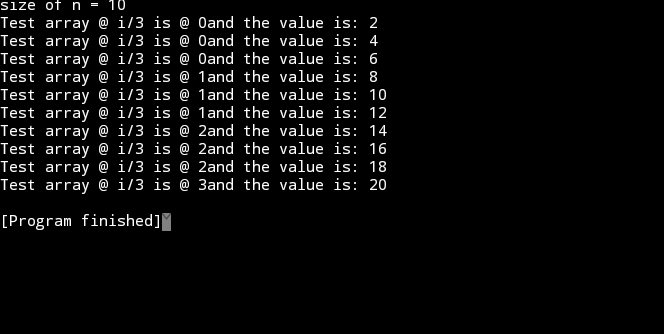 size of n = 10
Test array @ i/3 is @ 0and the value is: 2
Test array @ i/3 is @ 0and the value is: 4
Test array @ i/3 is @ 0and the value is: 6
Test array @ i/3 is @ 1and the value is: 8
Test array @ i/3 is @ 1and the value is: 10
Test array @ i/3 is @ 1and the value is: 12
Test array @ i/3 is @ 2and the value is: 14
Test array @ i/3 is @ 2and the value is: 16
Test array @ i/3 is @ 2and the value is: 18
Test array @ i/3 is @ 3and the value is: 20
[Program finished]